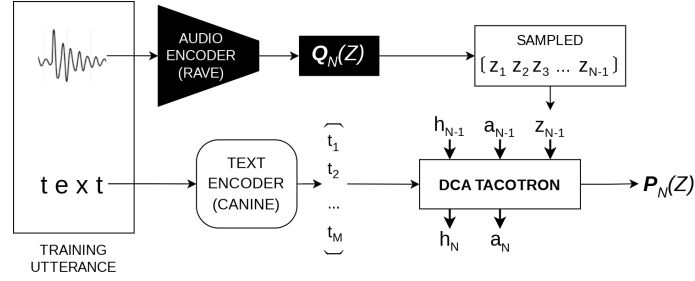 AUDIO
ENCODER
(RAVE)
Q_N(Z)
SAMPLED
[z_1 z_2 z_3 ... z_N-1]
text
TEXT
ENCODER
(CANINE)
t_1
t_2
...
t_M
h_N-1 a_N-1 z_N-1
DCA TACOTRON
P_N(Z)
h_N a_N
TRAINING
UTTERANCE